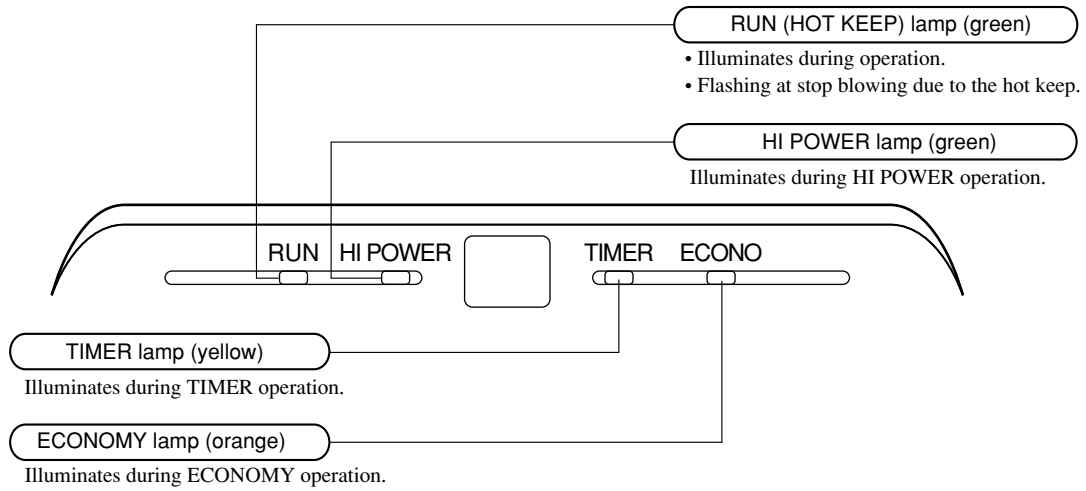 RUN (HOT KEEP) lamp (green)
• Illuminates during operation.
• Flashing at stop blowing due to the hot keep.
HI POWER lamp (green)
Illuminates during HI POWER operation.
RUN HI POWER TIMER ECONO
TIMER lamp (yellow)
Illuminates during TIMER operation.
ECONOMY lamp (orange)
Illuminates during ECONOMY operation.